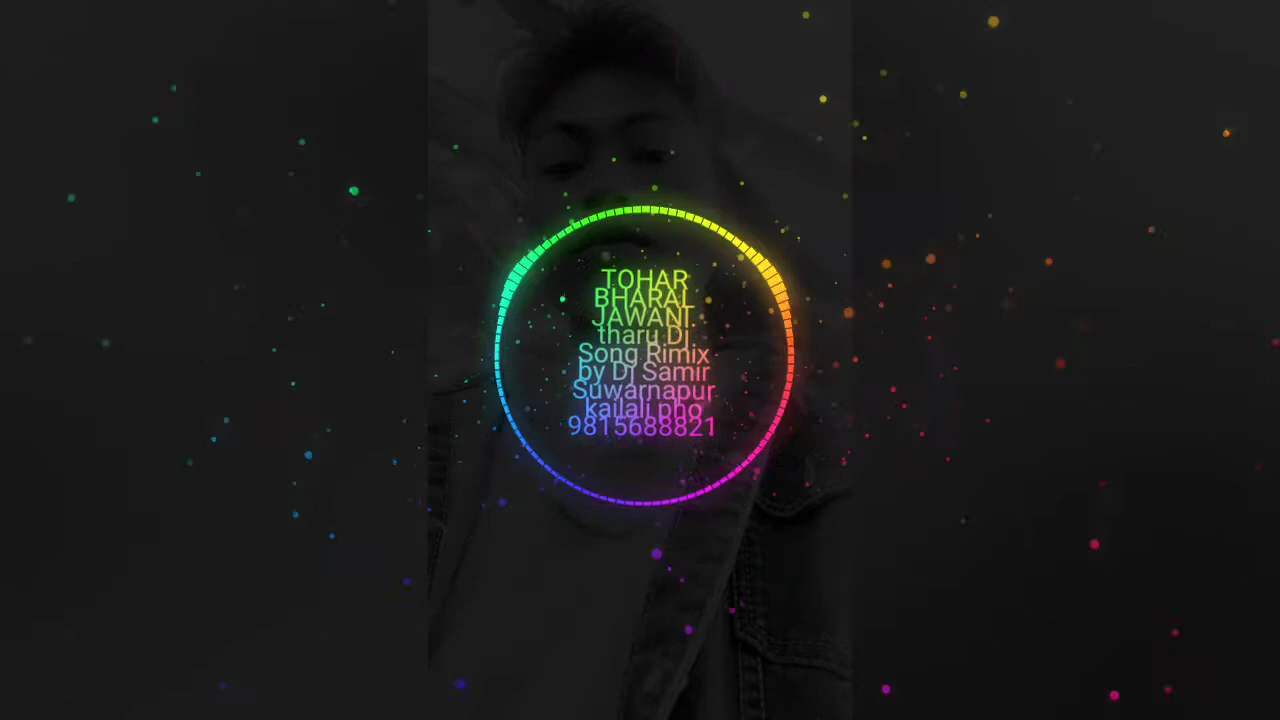 TOHAR
BHARAL
JAWANI
tharu Dj
Song Rimix
by Dj Samir
Suwarnapur
kailali pho
9815688821